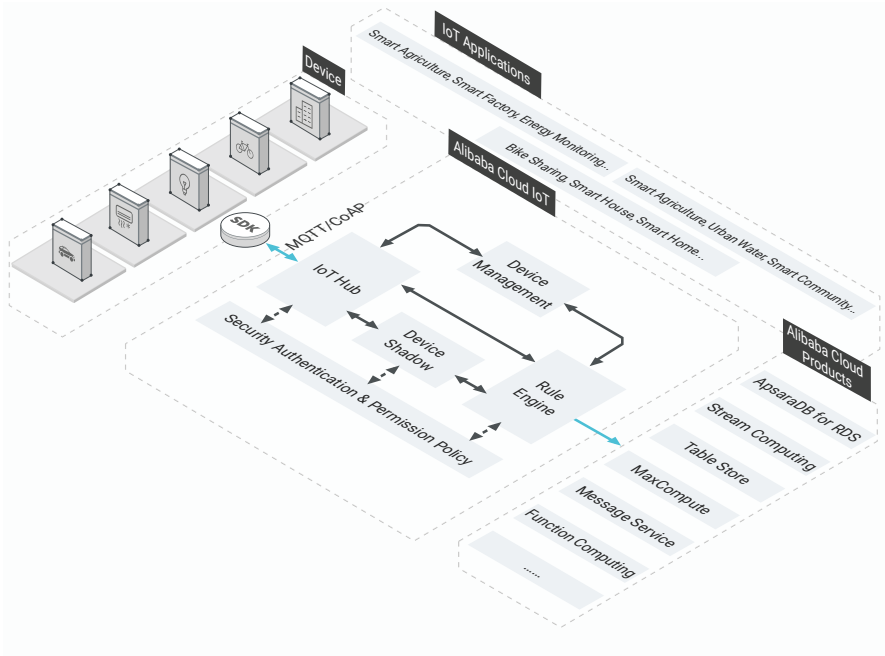 IoT Applications
Smart Agriculture, Smart Factory, Energy Monitoring...
Bike Sharing, Smart House, Smart Home...
Smart Agriculture, Urban Water, Smart Community...
Device
SDK
MQTT/CoAP
Alibaba Cloud IoT
IoT Hub
Device
Management
Device
Shadow
Rule
Engine
Security Authentication & Permission Policy
Alibaba Cloud
Products
ApsaraDB for RDS
Stream Computing
Table Store
MaxCompute
Message Service
Function Computing
......